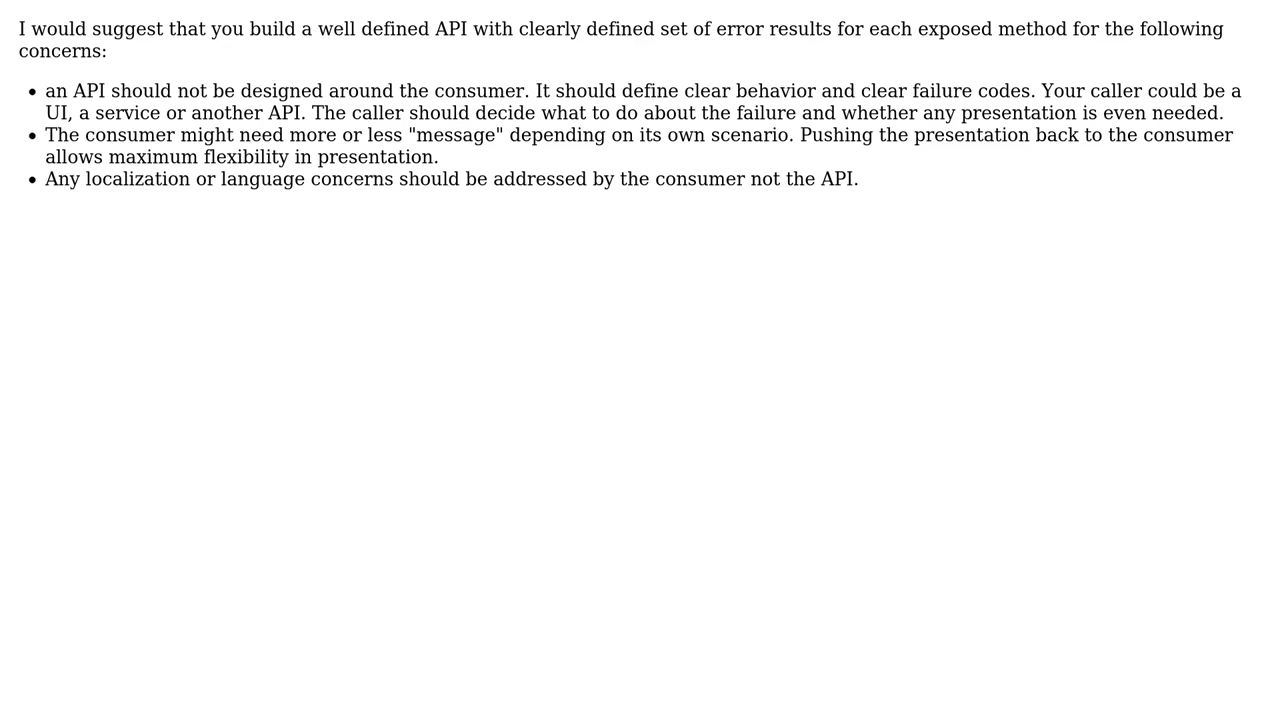 I would suggest that you build a well defined API with clearly defined set of error results for each exposed method for the following
concerns:
• an API should not be designed around the consumer. It should define clear behavior and clear failure codes. Your caller could be a
UI, a service or another API. The caller should decide what to do about the failure and whether any presentation is even needed.
• The consumer might need more or less "message" depending on its own scenario. Pushing the presentation back to the consumer
allows maximum flexibility in presentation.
• Any localization or language concerns should be addressed by the consumer not the API.